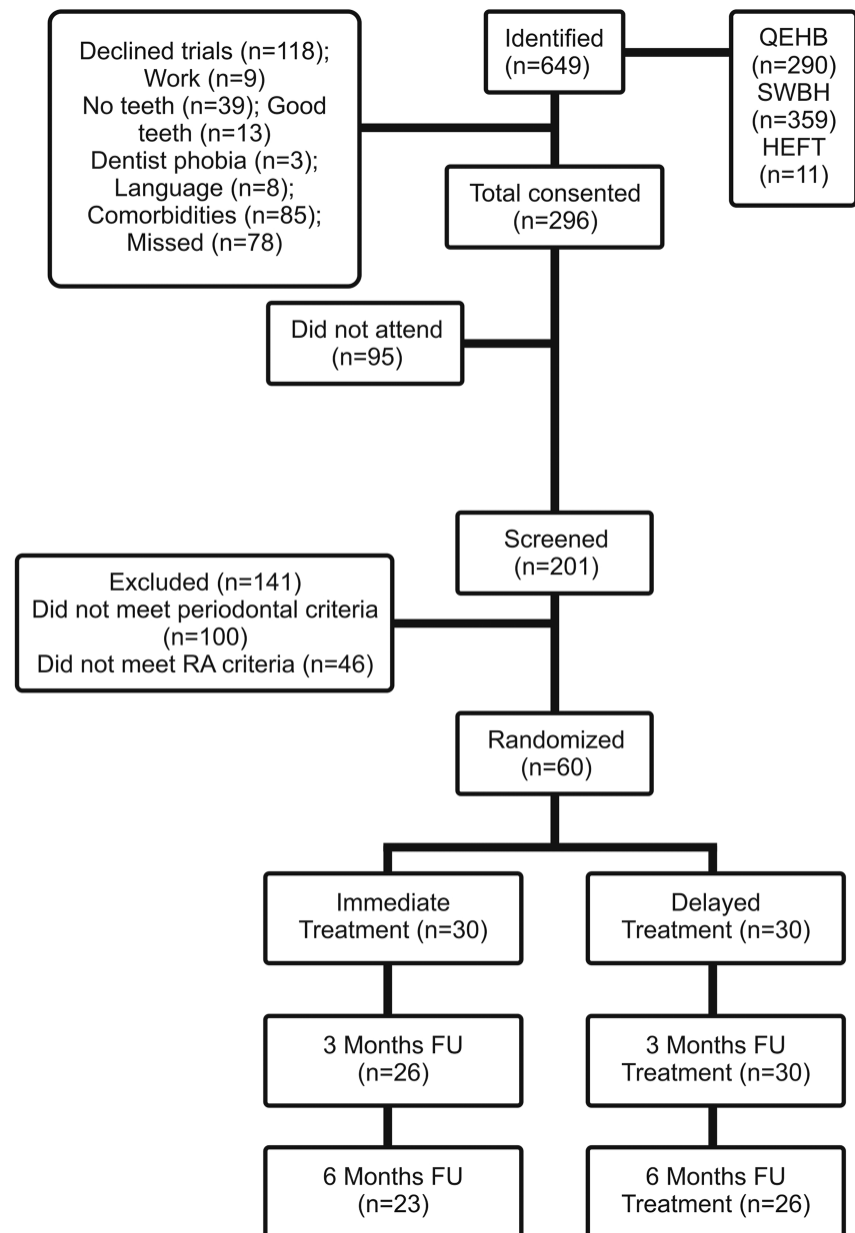 Declined trials (n=118);
Work (n=9)
No teeth (n=39); Good
teeth (n=13)
Dentist phobia (n=3);
Language (n=8);
Comorbidities (n=85);
Missed (n=78)
Identified
(n=649)
QEHB
(n=290)
SWBH
(n=359)
HEFT
(n=11)
Total consented
(n=296)
Did not attend
(n=95)
Screened
(n=201)
Excluded (n=141)
Did not meet periodontal criteria
(n=100)
Did not meet RA criteria (n=46)
Randomized
(n=60)
Immediate
Treatment (n=30)
Delayed
Treatment (n=30)
3 Months FU
(n=26)
3 Months FU
Treatment (n=30)
6 Months FU
(n=23)
6 Months FU
Treatment (n=26)